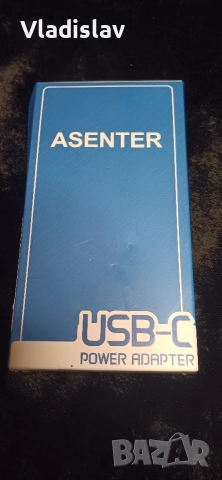 Vladislav
ASENTER
USB-C
POWER ADAPTER
BAZAR